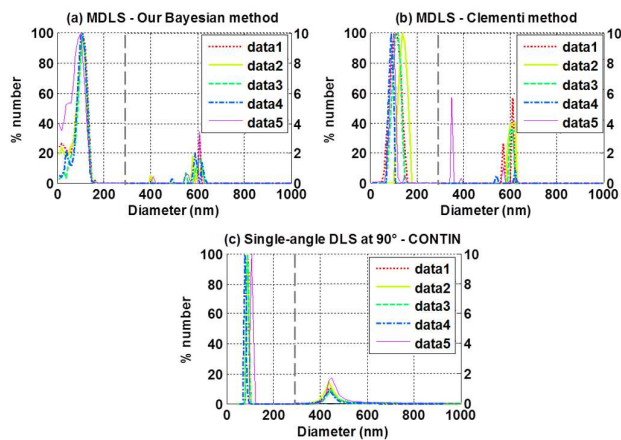 (a) MDLS - Our Bayesian method
100
80
60
40
20
0
% number
10
8
6
4
2
0
data1
data2
data3
data4
data5
0 200 400 600 800 1000
Diameter (nm)
(b) MDLS - Clementi method
100
80
60
40
20
0
% number
10
8
6
4
2
0
data1
data2
data3
data4
data5
0 200 400 600 800 1000
Diameter (nm)
(c) Single-angle DLS at 90° - CONTIN
100
80
60
40
20
0
% number
10
8
6
4
2
0
data1
data2
data3
data4
data5
0 200 400 600 800 1000
Diameter (nm)